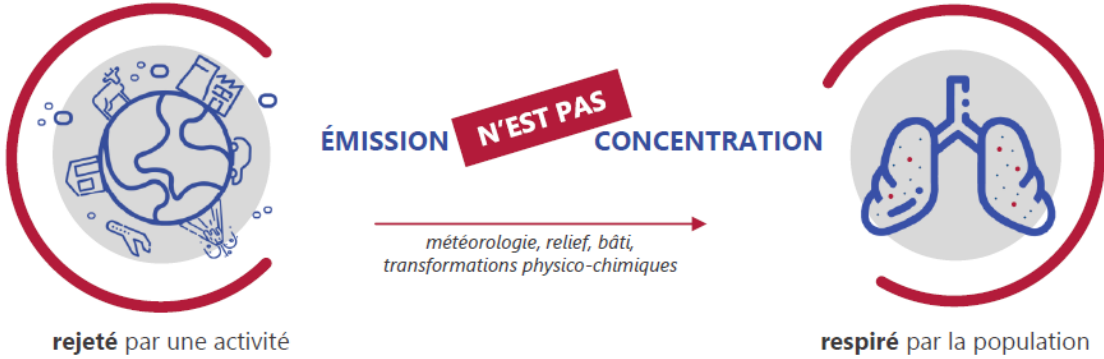 ÉMISSION N'EST PAS CONCENTRATION
météorologie, relief, bâti,
transformations physico-chimiques
rejeté par une activité
respiré par la population